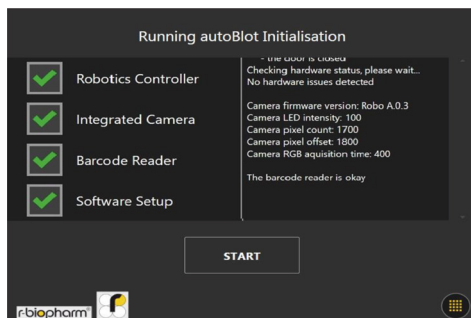 Running autoBlot Initialisation
Robotics Controller
Integrated Camera
Barcode Reader
Software Setup
- the door is closed
Checking hardware status, please wait...
No hardware issues detected
Camera firmware version: Robo A.0.3
Camera LED intensity: 100
Camera pixel count: 1700
Camera pixel offset: 1800
Camera RGB aquisition time: 400
The barcode reader is okay
START
r-biopharm